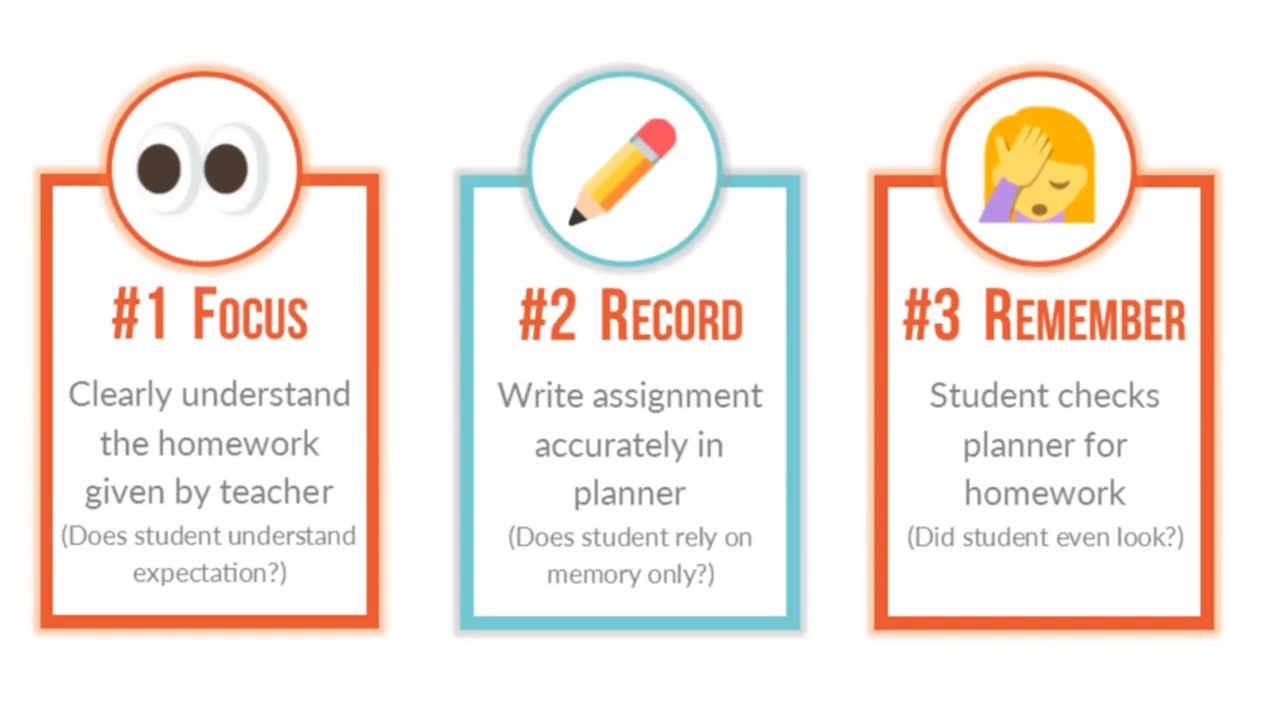 #1 FOCUS
Clearly understand
the homework
given by teacher
(Does student understand
expectation?)
#2 RECORD
Write assignment
accurately in
planner
(Does student rely on
memory only?)
#3 REMEMBER
Student checks
planner for
homework
(Did student even look?)